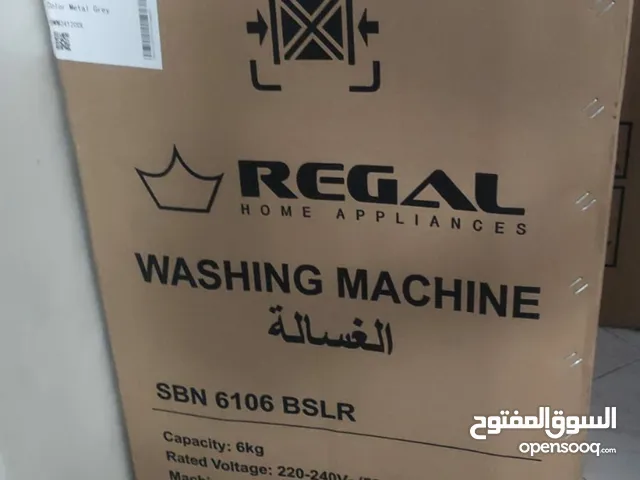 Color Metal Grey
REGAL
HOME APPLIANCES
WASHING MACHINE
الغسالة
SBN 6106 BSLR
Capacity: 6kg
Rated Voltage: 220-240V~
السوق المفتوح
opensooq.com